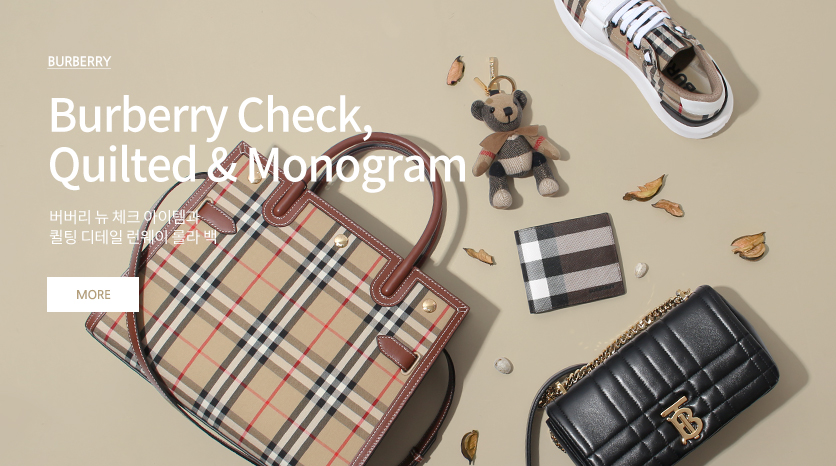 BURBERRY
Burberry Check,
Quilted & Monogram
버버리 뉴 체크 아이템과
퀼팅 디테일 런웨이 롤라 백
MORE